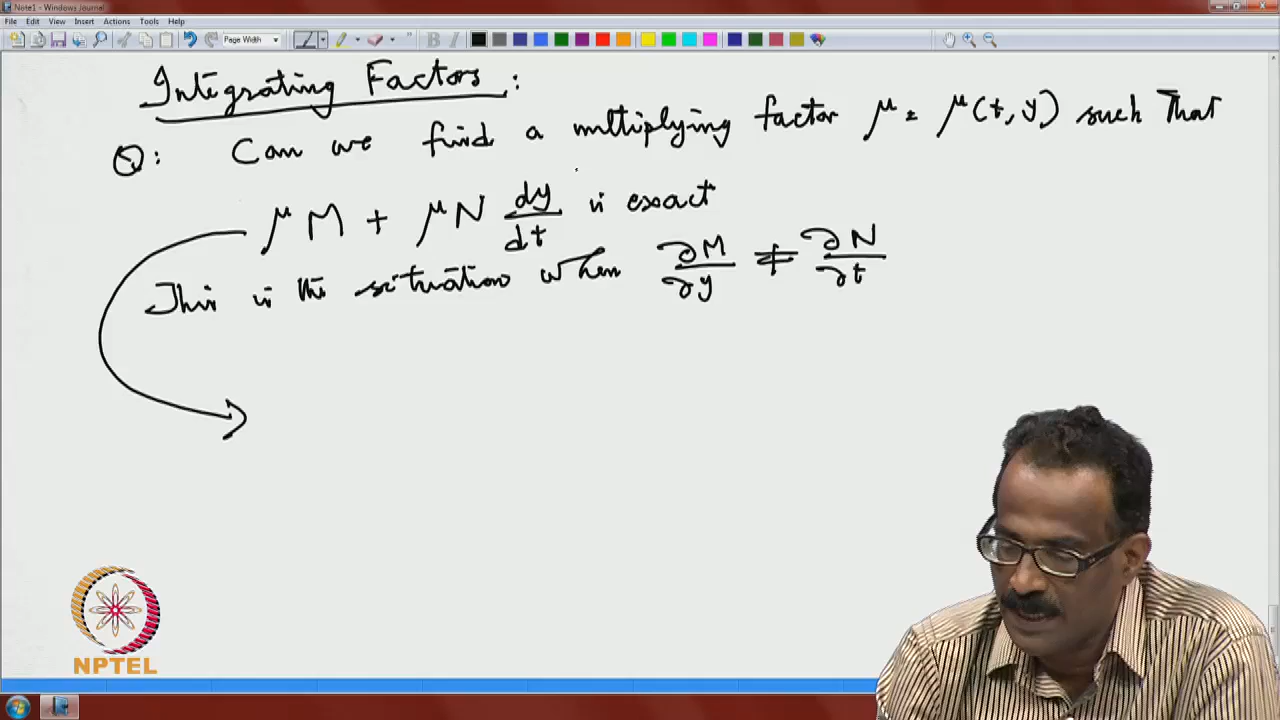 Note1 - Windows Journal
File Edit View Insert Actions Tools Help
Page Width
Integrating Factors :
Q: Can we find a multiplying factor μ = μ(t, y) such that
μM + μN dy/dt is exact
This is the situation when ∂M/∂y ≠ ∂N/∂t
NPTEL